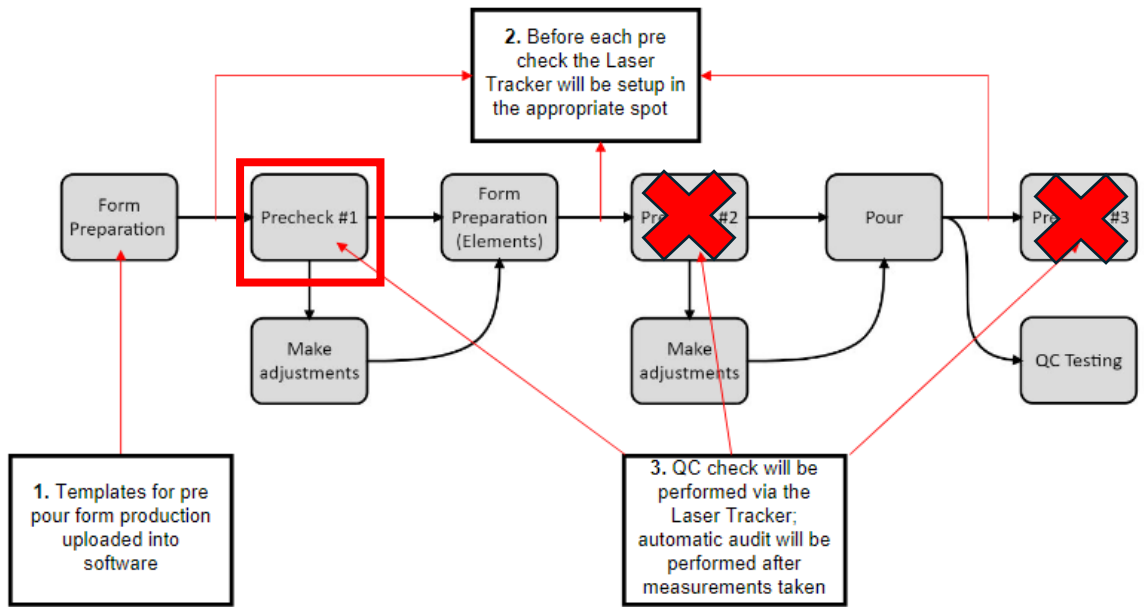 2. Before each pre
check the Laser
Tracker will be setup in
the appropriate spot
Form
Preparation
Precheck #1
Form
Preparation
(Elements)
#2
Pour
#3
Make
adjustments
Make
adjustments
QC Testing
1. Templates for pre
pour form production
uploaded into
software
3. QC check will be
performed via the
Laser Tracker;
automatic audit will be
performed after
measurements taken